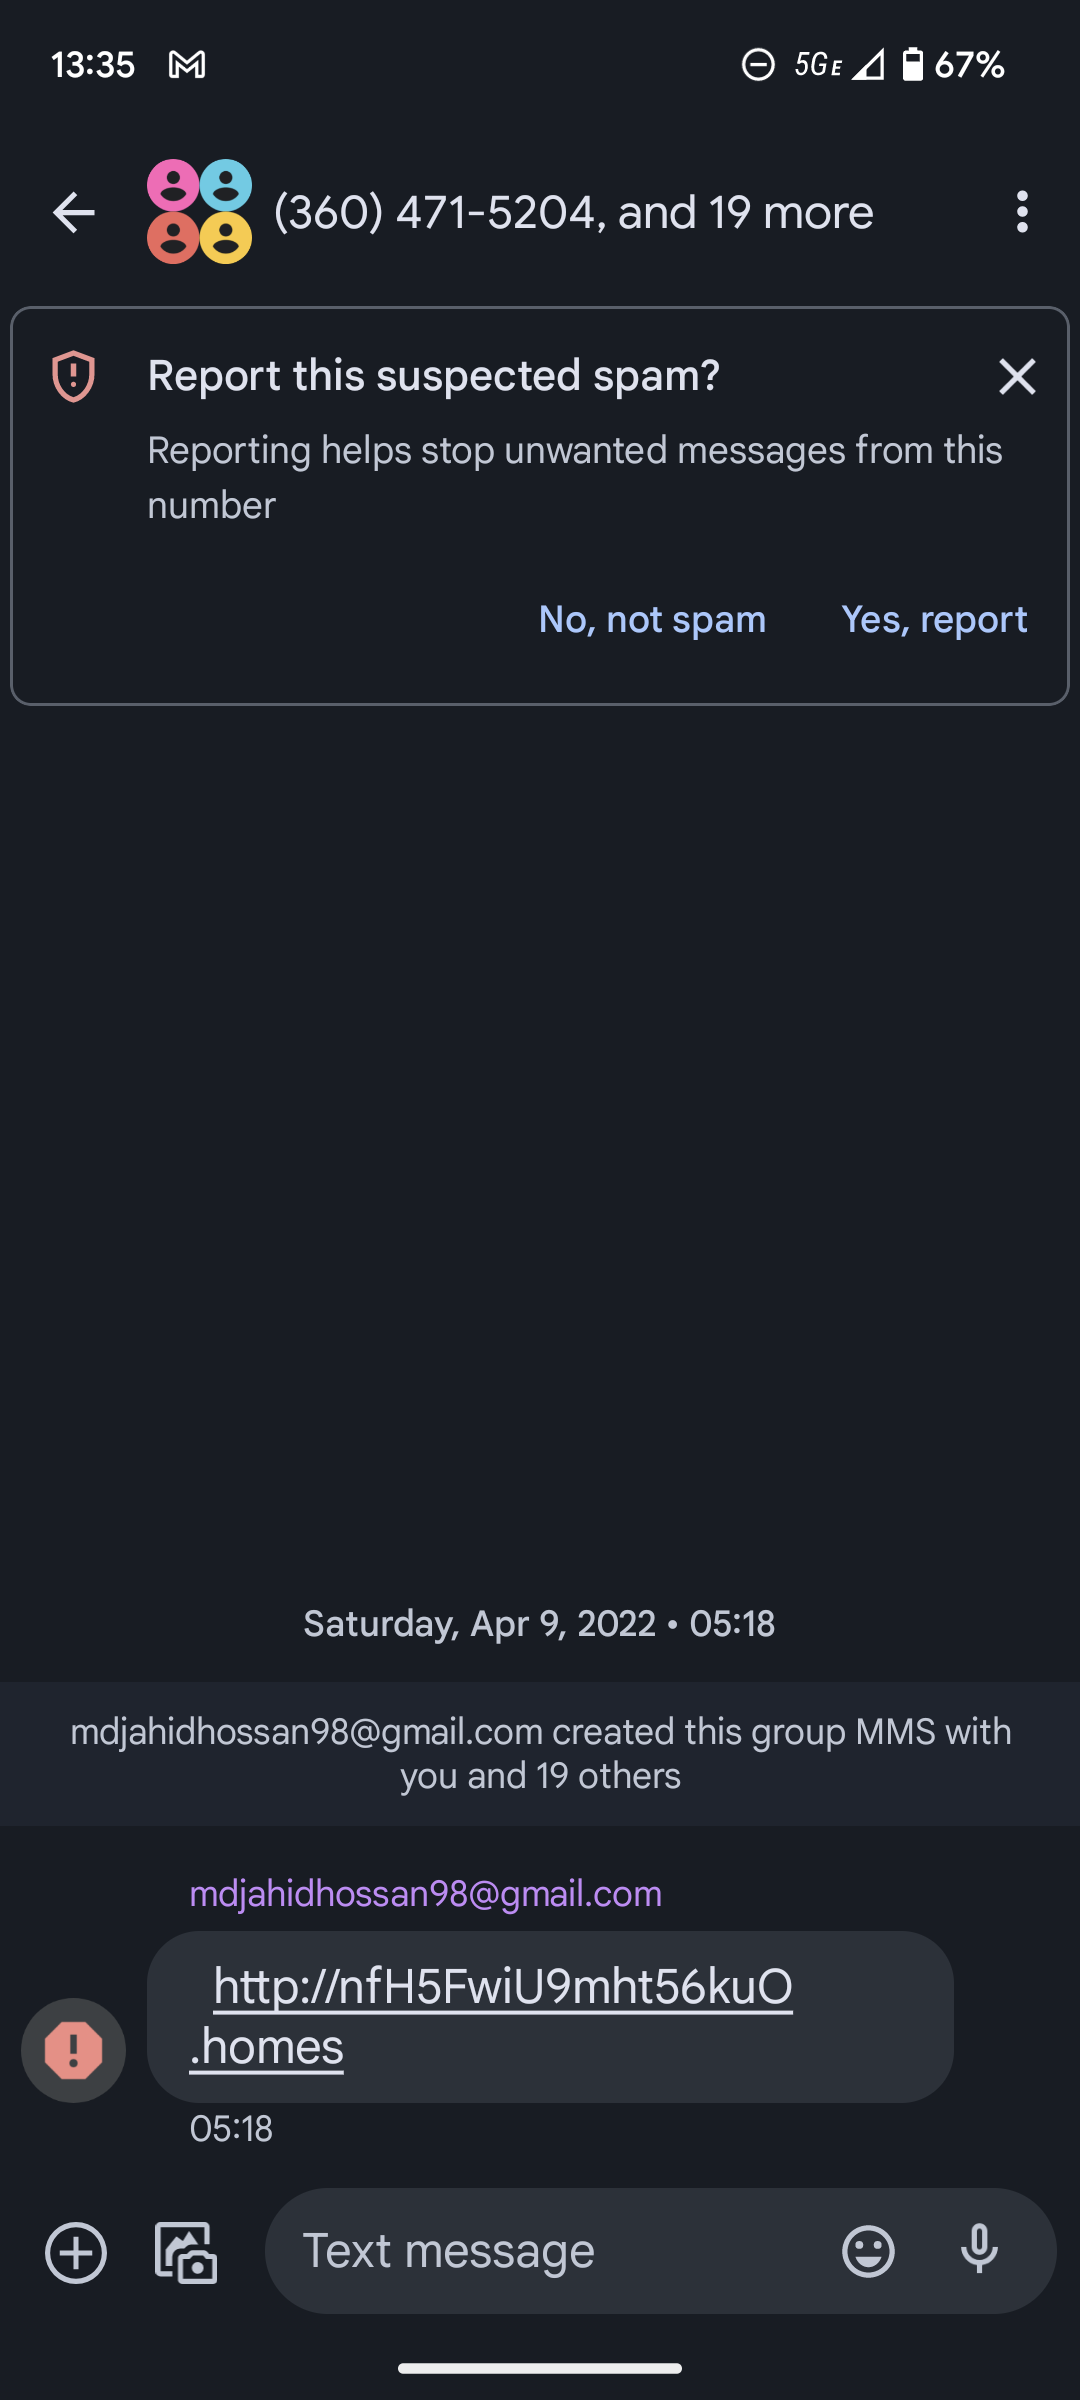 13:35
5GE
67%
(360) 471-5204, and 19 more
Report this suspected spam?
Reporting helps stop unwanted messages from this
number
No, not spam
Yes, report
Saturday, Apr 9, 2022 • 05:18
mdjahidhossan98@gmail.com created this group MMS with
you and 19 others
mdjahidhossan98@gmail.com
http://nfH5FwiU9mht56kuO
.homes
05:18
Text message